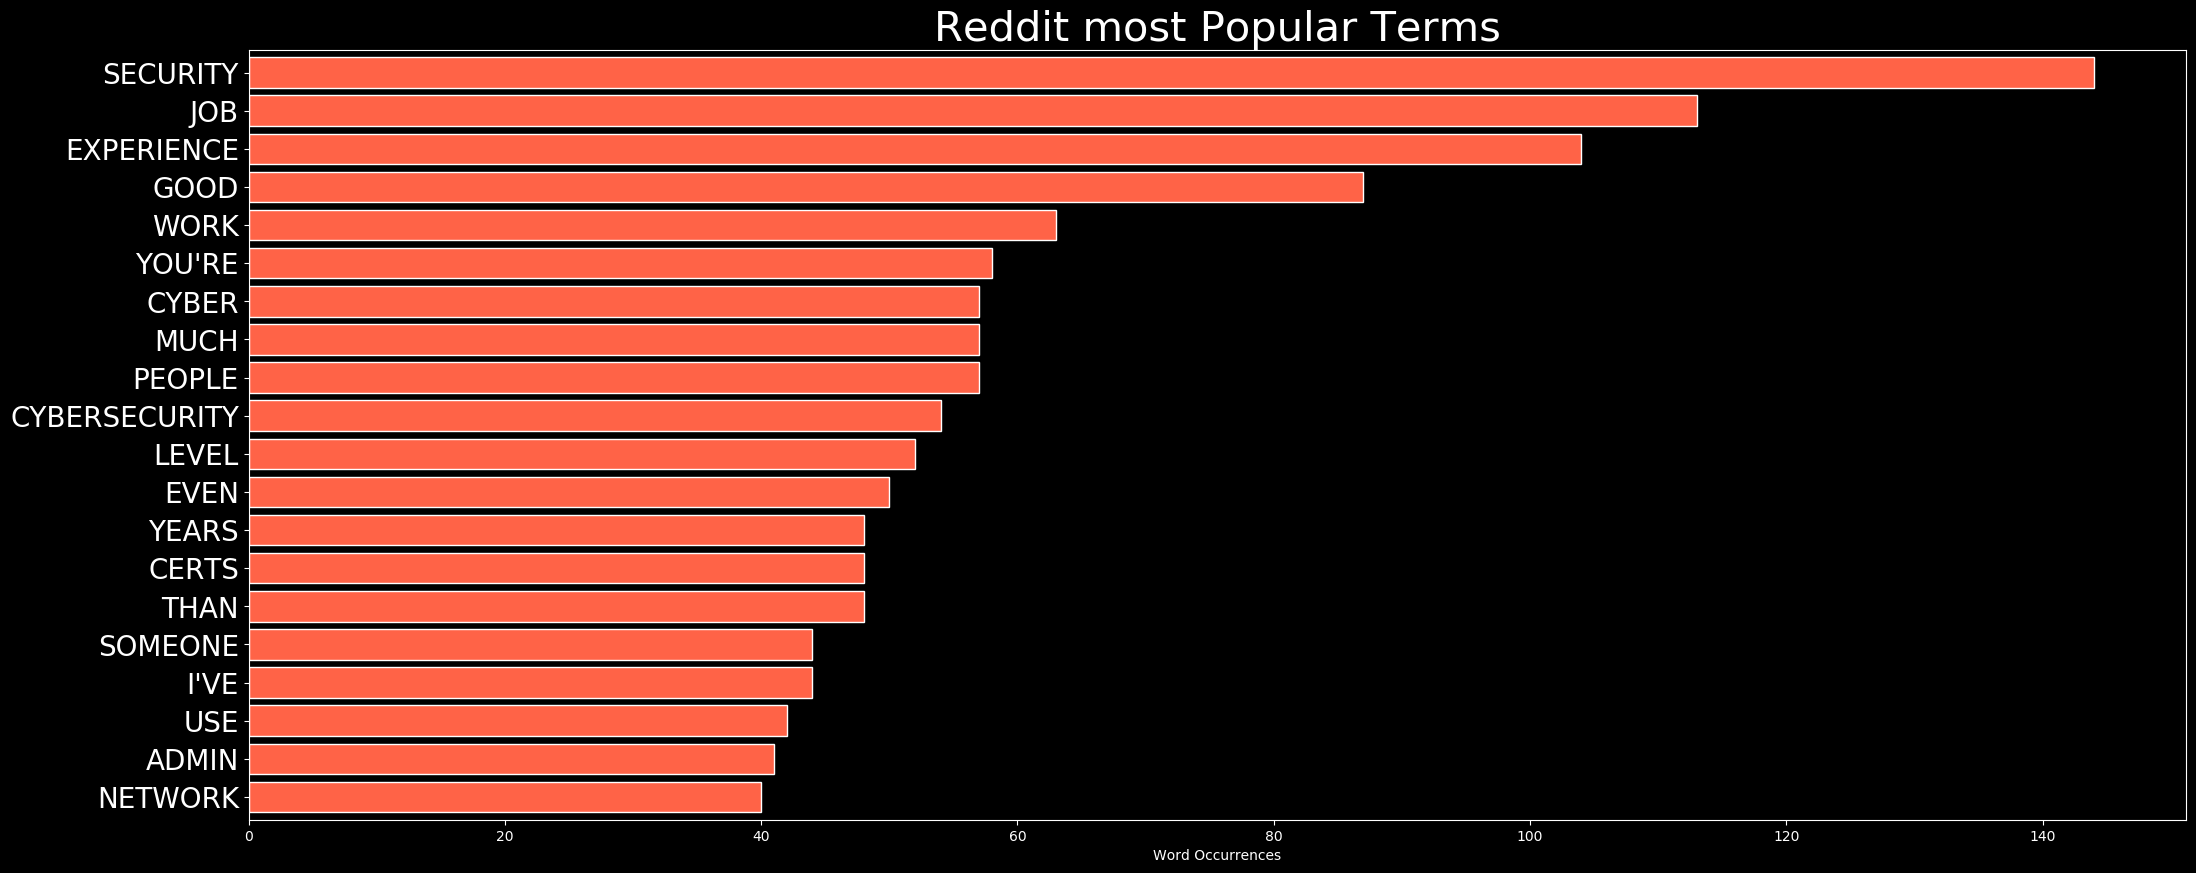 Reddit most Popular Terms
SECURITY
JOB
EXPERIENCE
GOOD
WORK
YOU'RE
CYBER
MUCH
PEOPLE
CYBERSECURITY
LEVEL
EVEN
YEARS
CERTS
THAN
SOMEONE
I'VE
USE
ADMIN
NETWORK
0 20 40 60 80 100 120 140
Word Occurrences